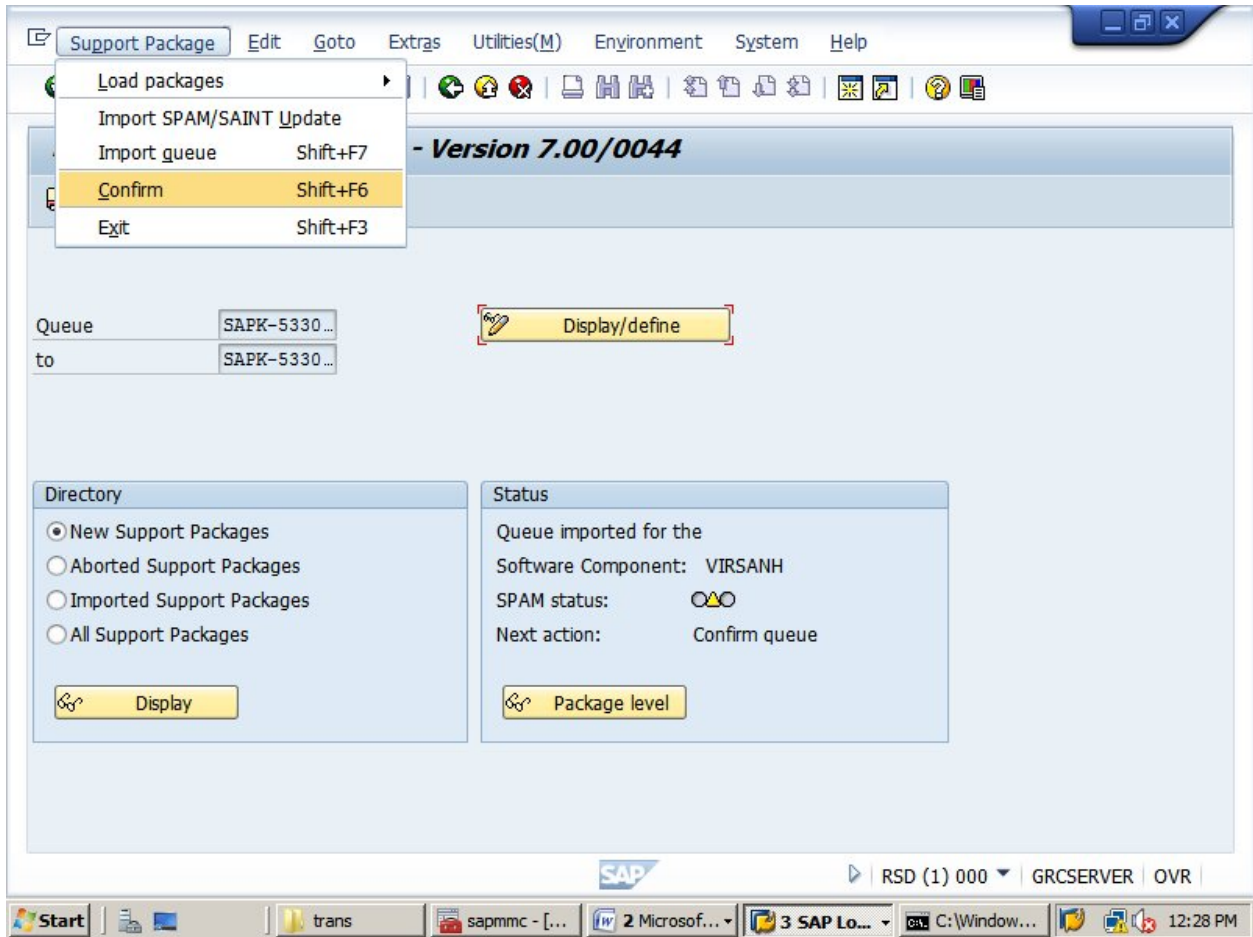 Support Package Edit Goto Extras Utilities(M) Environment System Help
Load packages
Import SPAM/SAINT Update
Import queue Shift+F7
- Version 7.00/0044
Confirm Shift+F6
Exit Shift+F3
Queue SAPK-5330… Display/define
to SAPK-5330…
Directory
New Support Packages
Aborted Support Packages
Imported Support Packages
All Support Packages
Display
Status
Queue imported for the
Software Component: VIRSANH
SPAM status:
Next action: Confirm queue
Package level
SAP
RSD (1) 000 GRCSERVER OVR
Start trans sapmmc - [... 2 Microsof... 3 SAP Lo... C:\Window... 12:28 PM